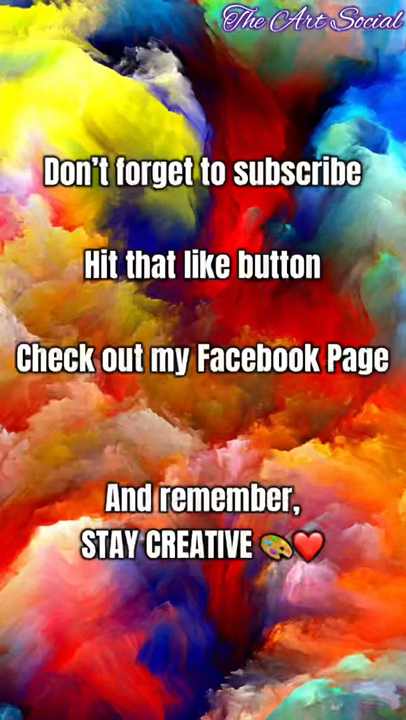 The Art Social
Don't forget to subscribe
Hit that like button
Check out my Facebook Page
And remember,
STAY CREATIVE 🎨❤️